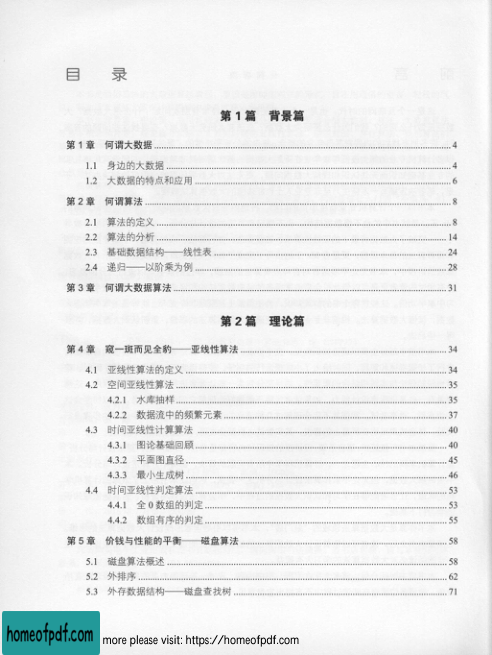 目 录
第1篇 背景篇
第1章 何谓大数据 4
1.1 身边的大数据 4
1.2 大数据的特点和应用 6
第2章 何谓算法 8
2.1 算法的定义 8
2.2 算法的分析 14
2.3 基础数据结构——线性表 24
2.4 递归——以阶乘为例 28
第3章 何谓大数据算法 31
第2篇 理论篇
第4章 窥一斑而见全豹——亚线性算法 34
4.1 亚线性算法的定义 34
4.2 空间亚线性算法 35
4.2.1 水库抽样 35
4.2.2 数据流中的频繁元素 37
4.3 时间亚线性计算算法 40
4.3.1 图论基础回顾 40
4.3.2 平面图直径 45
4.3.3 最小生成树 46
4.4 时间亚线性判定算法 53
4.4.1 全0数组的判定 53
4.4.2 数组有序的判定 55
第5章 价钱与性能的平衡——磁盘算法 58
5.1 磁盘算法概述 58
5.2 外排序 62
5.3 外存数据结构——磁盘查找树 71
homeofpdf.com more please visit: https://homeofpdf.com